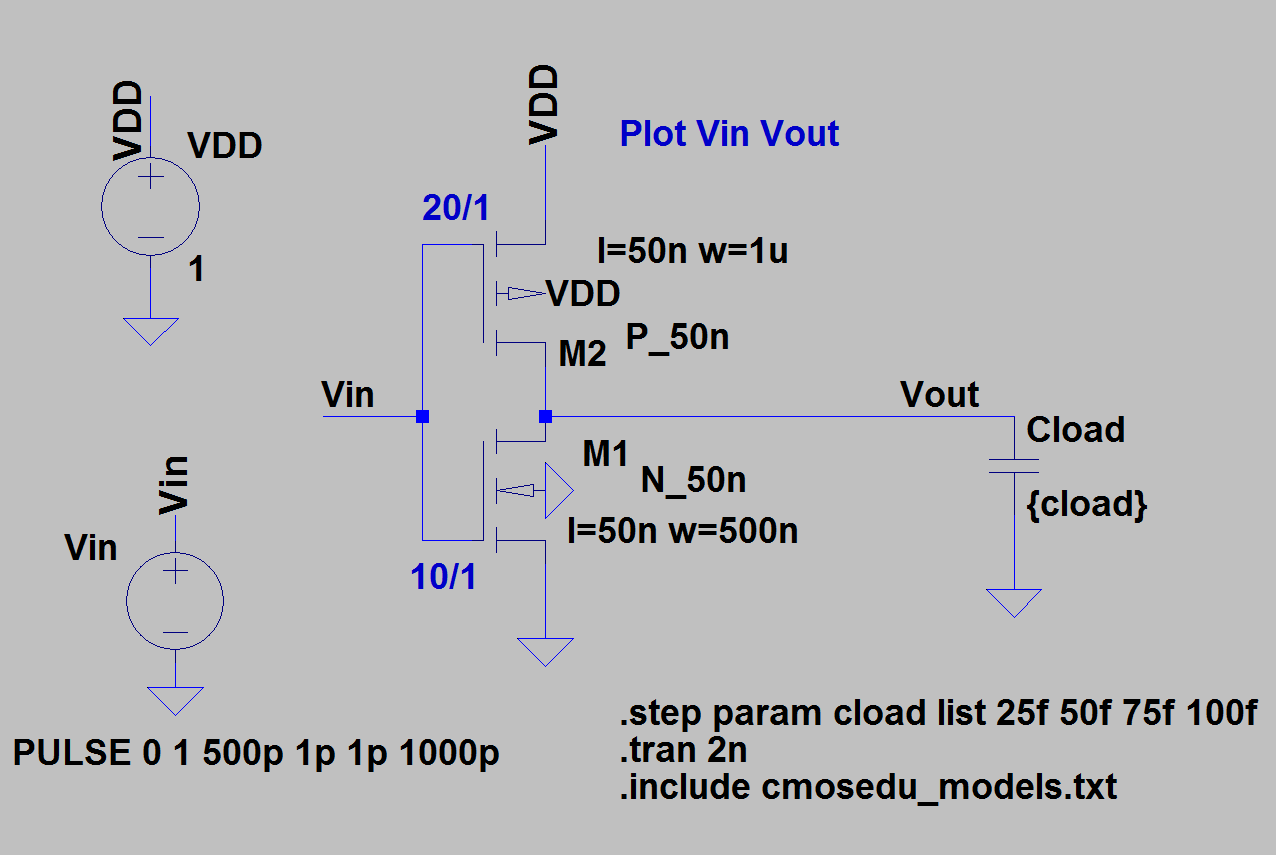 VDD
VDD
1
VDD
Plot Vin Vout
20/1
l=50n w=1u
VDD
P_50n
M2
Vin
Vout
Cload
{cload}
M1
N_50n
l=50n w=500n
10/1
Vin
Vin
PULSE 0 1 500p 1p 1p 1000p
.step param cload list 25f 50f 75f 100f
.tran 2n
.include cmosedu_models.txt